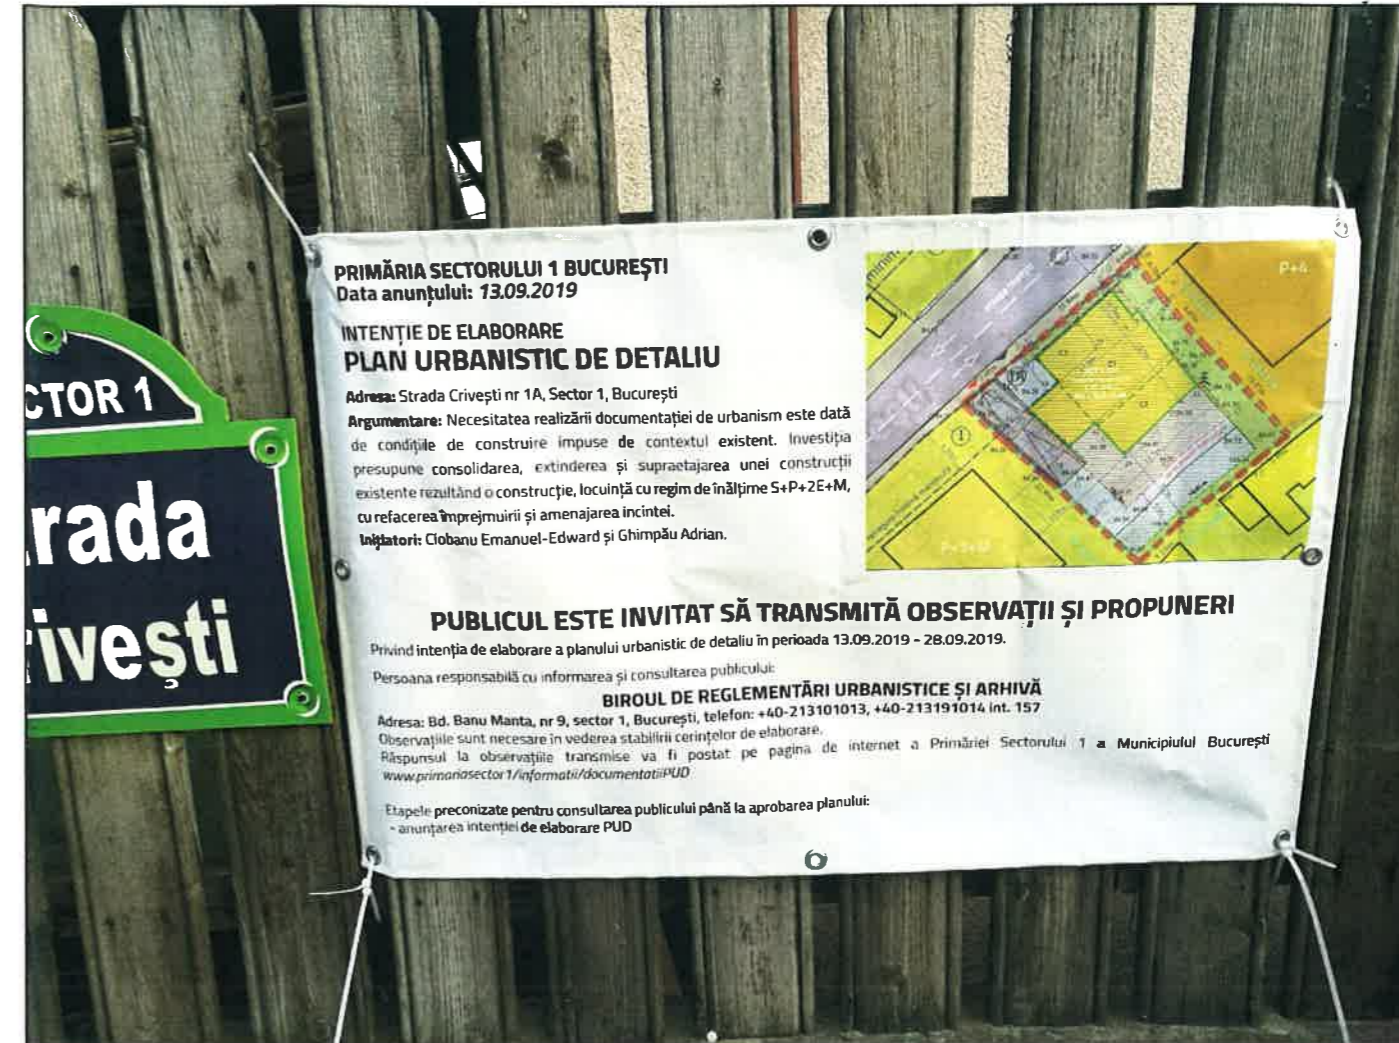 CTOR 1
rada
rivești
PRIMĂRIA SECTORULUI 1 BUCUREȘTI
Data anunțului: 13.09.2019
INTENȚIE DE ELABORARE
PLAN URBANISTIC DE DETALIU
Adresa: Strada Crivești nr 1A, Sector 1, București
Argumentare: Necesitatea realizării documentației de urbanism este dată
de condițiile de construire impuse de contextul existent. Investiția
presupune consolidarea, extinderea și supraetajarea unei construcții
existente rezultând o construcție, locuință cu regim de înălțime S+P+2E+M,
cu refacerea împrejmuirii și amenajarea incintei.
Inițiatori: Ciobanu Emanuel-Edward și Ghimpău Adrian.
P+4
1
PUBLICUL ESTE INVITAT SĂ TRANSMITĂ OBSERVAȚII ȘI PROPUNERI
Privind intenția de elaborare a planului urbanistic de detaliu în perioada 13.09.2019 - 28.09.2019.
Persoana responsabilă cu informarea și consultarea publicului:
BIROUL DE REGLEMENTĂRI URBANISTICE ȘI ARHIVĂ
Adresa: Bd. Banu Manta, nr 9, sector 1, București, telefon: +40-213101013, +40-213191014 int. 157
Observațiile sunt necesare în vederea stabilirii cerințelor de elaborare.
Răspunsul la observațiile transmise va fi postat pe pagina de internet a Primăriei Sectorului 1 a Municipiului București
www.primariasector1/informatii/documentatiiPUD
Etapele preconizate pentru consultarea publicului până la aprobarea planului:
- anunțarea intenției de elaborare PUD